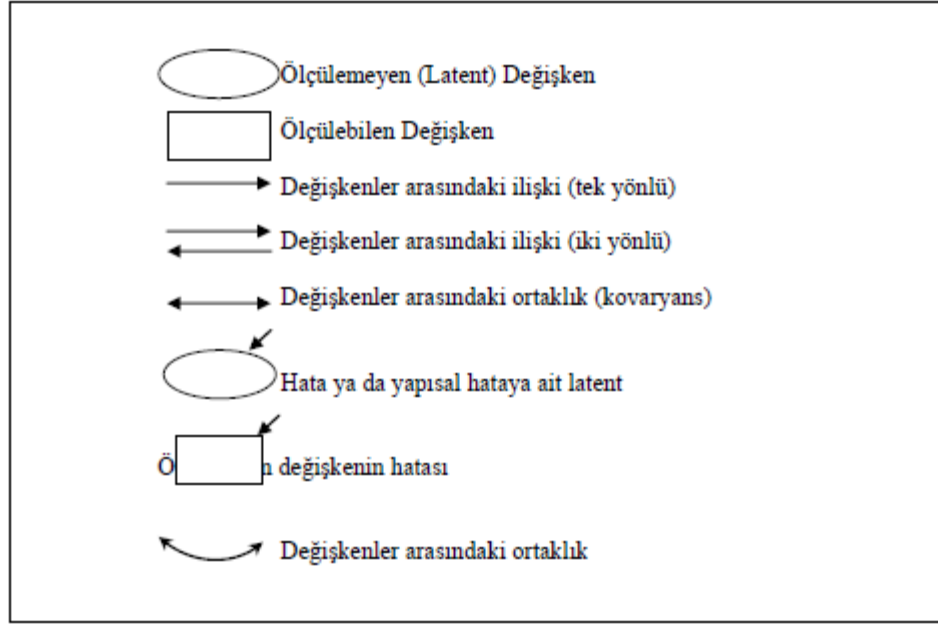 Ölçülemeyen (Latent) Değişken
Ölçülebilen Değişken
Değişkenler arasındaki ilişki (tek yönlü)
Değişkenler arasındaki ilişki (iki yönlü)
Değişkenler arasındaki ortaklık (kovaryans)
Hata ya da yapısal hataya ait latent
değişkenin hatası
Değişkenler arasındaki ortaklık